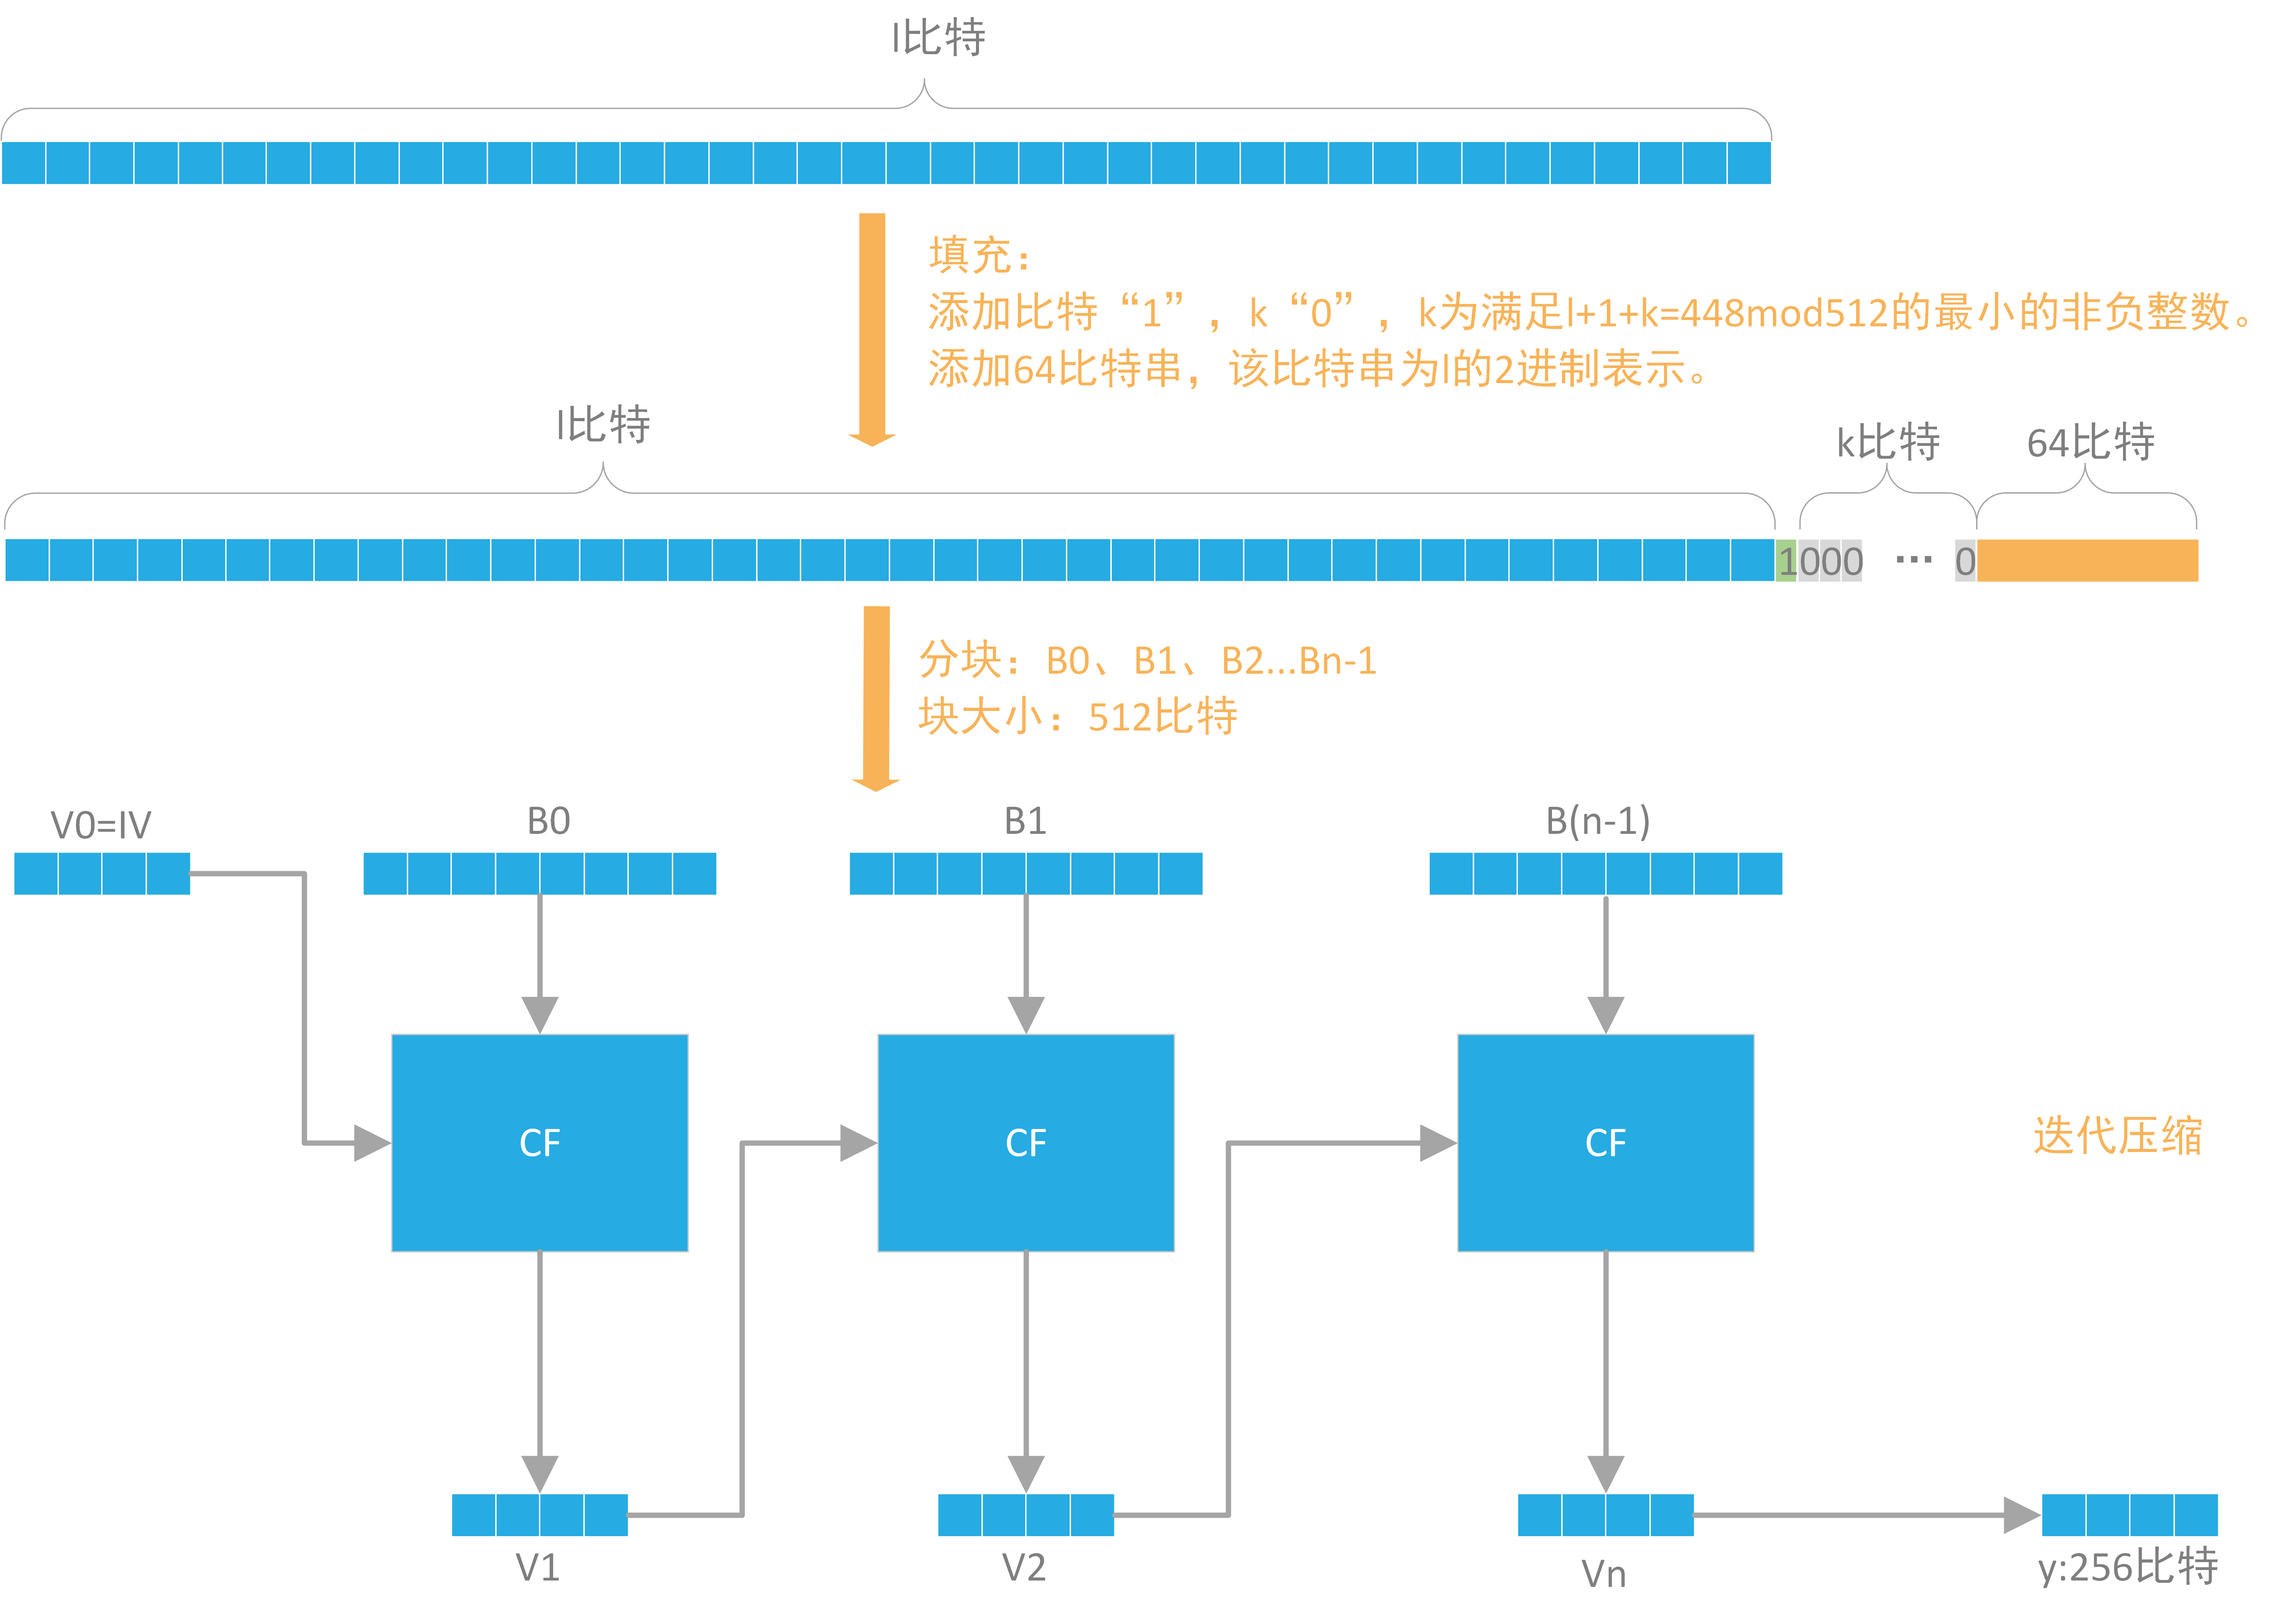 l比特
填充：
添加比特“1”，k“0”，k为满足l+1+k=448mod512的最小的非负整数。
添加64比特串，该比特串为l的2进制表示。
l比特
k比特
64比特
1000 ... 0
分块：B0、B1、B2...Bn-1
块大小：512比特
V0=IV
B0
B1
B(n-1)
CF
CF
CF
迭代压缩
V1
V2
Vn
y:256比特